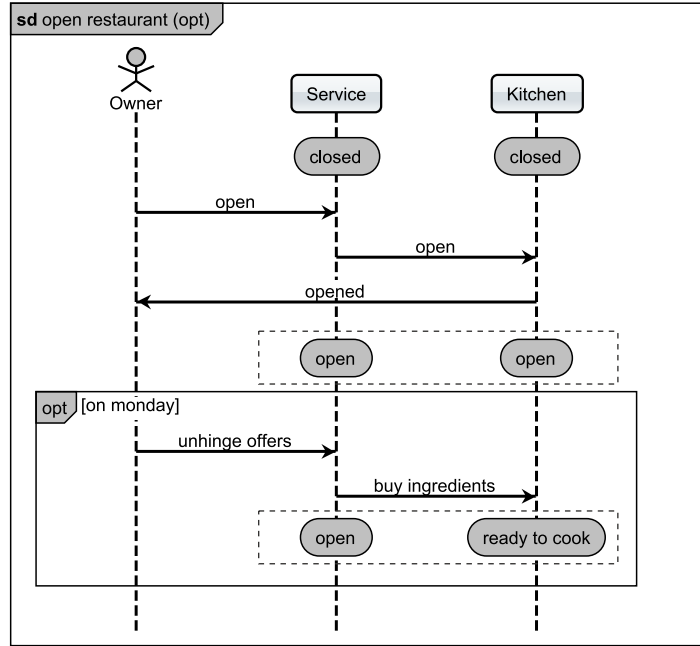 sd open restaurant (opt)
Owner
Service
Kitchen
closed
closed
open
open
opened
open
open
opt
[on monday]
unhinge offers
buy ingredients
open
ready to cook